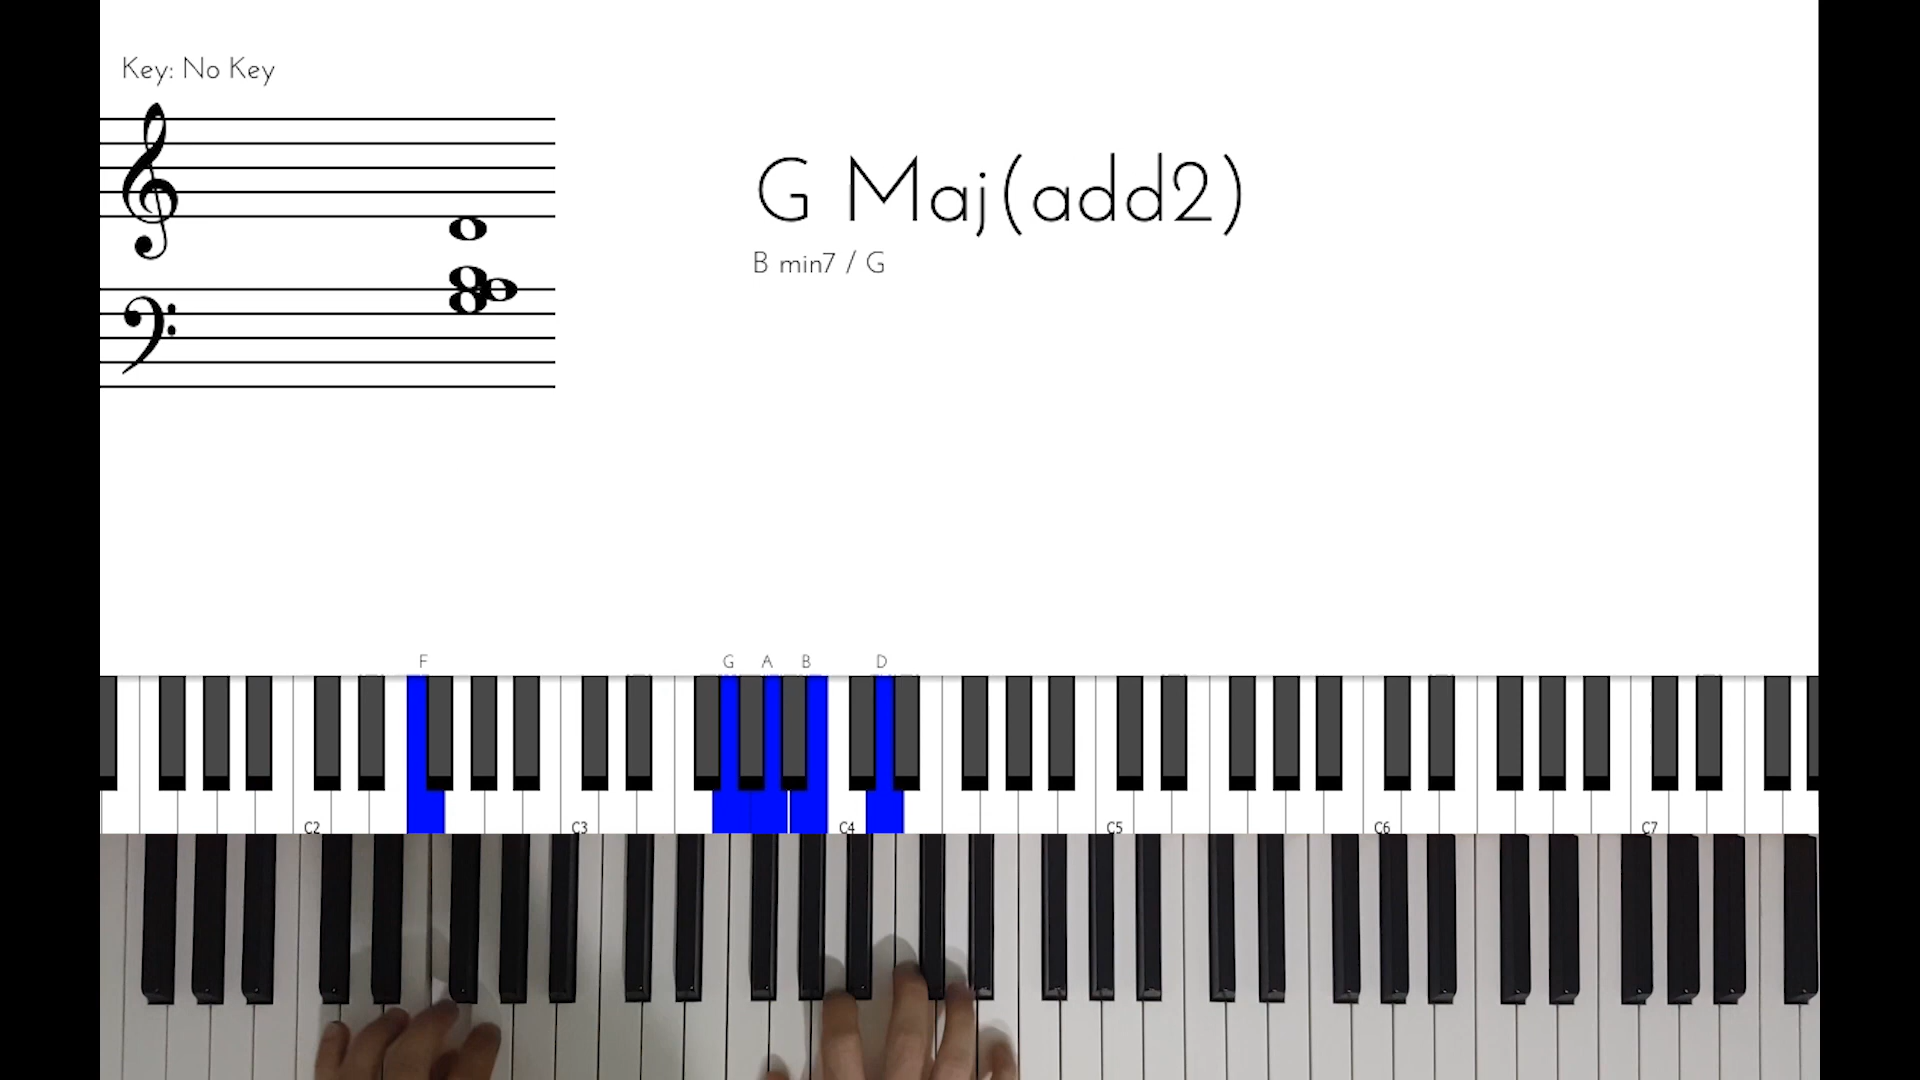 Key: No Key
G Maj(add2)
B min7 / G
F G A B D
C2 C3 C4 C5 C6 C7